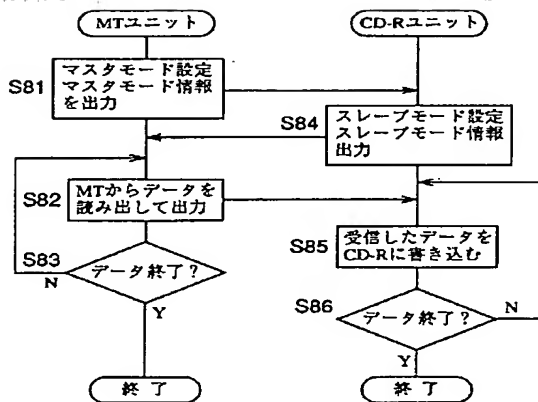 MTユニット
CD-Rユニット
S81
マスタモード設定
マスタモード情報
を出力
S84
スレーブモード設定
スレーブモード情報
出力
S82
MTからデータを
読み出して出力
S83
データ終了?
N
Y
S85
受信したデータを
CD-Rに書き込む
S86
データ終了?
N
Y
終了
終了